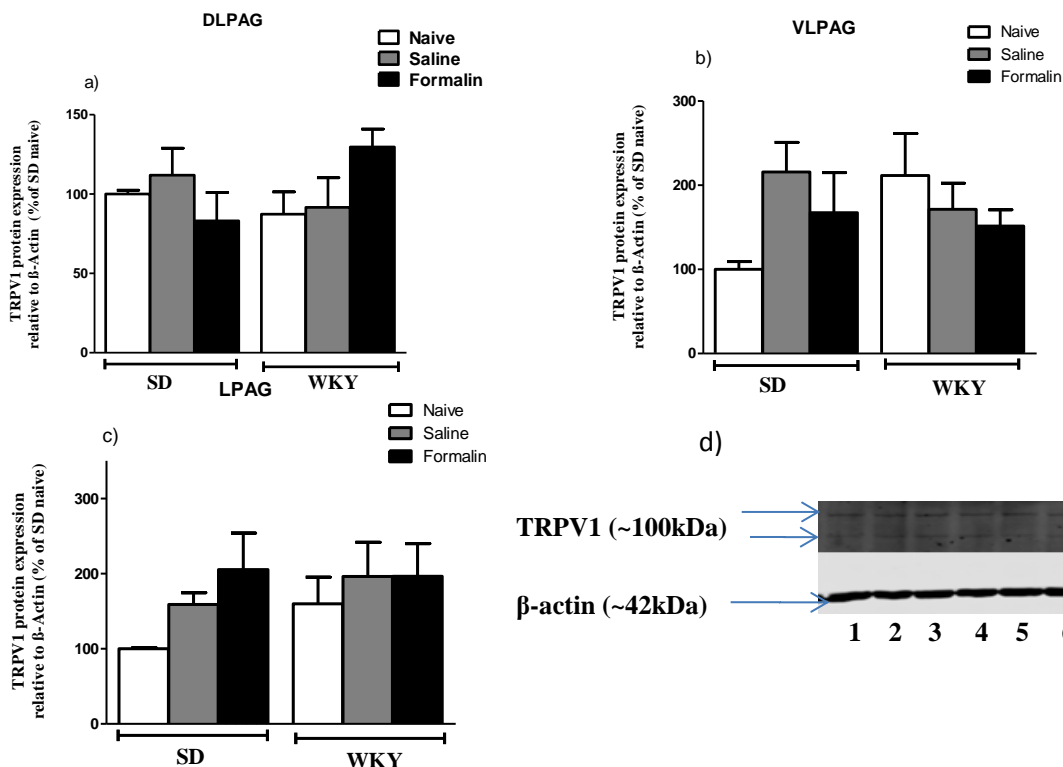 DLPAG
Naive
Saline
Formalin
a)
TRPV1 protein expression
relative to ß-Actin (% of SD naive)
150
100
50
0
SD
WKY
VLPAG
Naive
Saline
Formalin
b)
TRPV1 protein expression
relative to ß-Actin (% of SD naive)
300
200
100
0
SD
WKY
LPAG
Naive
Saline
Formalin
c)
TRPV1 protein expression
relative to ß-Actin (% of SD naive)
300
200
100
0
SD
WKY
d)
TRPV1 (~100kDa)
β-actin (~42kDa)
1 2 3 4 5